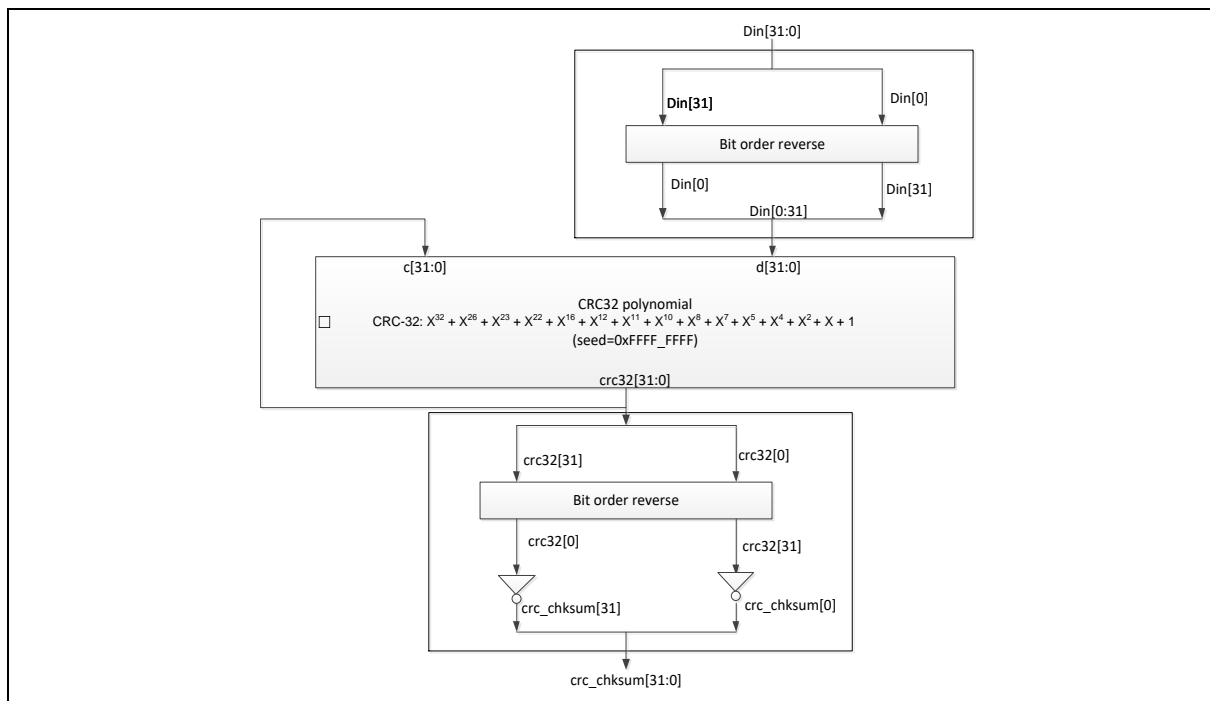 Din[31:0]
Din[31]
Din[0]
Bit order reverse
Din[0]
Din[31]
Din[0:31]
c[31:0]
d[31:0]
CRC32 polynomial
CRC-32: X³² + X²⁶ + X²³ + X²² + X¹⁶ + X¹² + X¹¹ + X¹⁰ + X⁸ + X⁷ + X⁵ + X⁴ + X² + X + 1
(seed=0xFFFF_FFFF)
crc32[31:0]
crc32[31]
crc32[0]
Bit order reverse
crc32[0]
crc32[31]
crc_chksum[31]
crc_chksum[0]
crc_chksum[31:0]